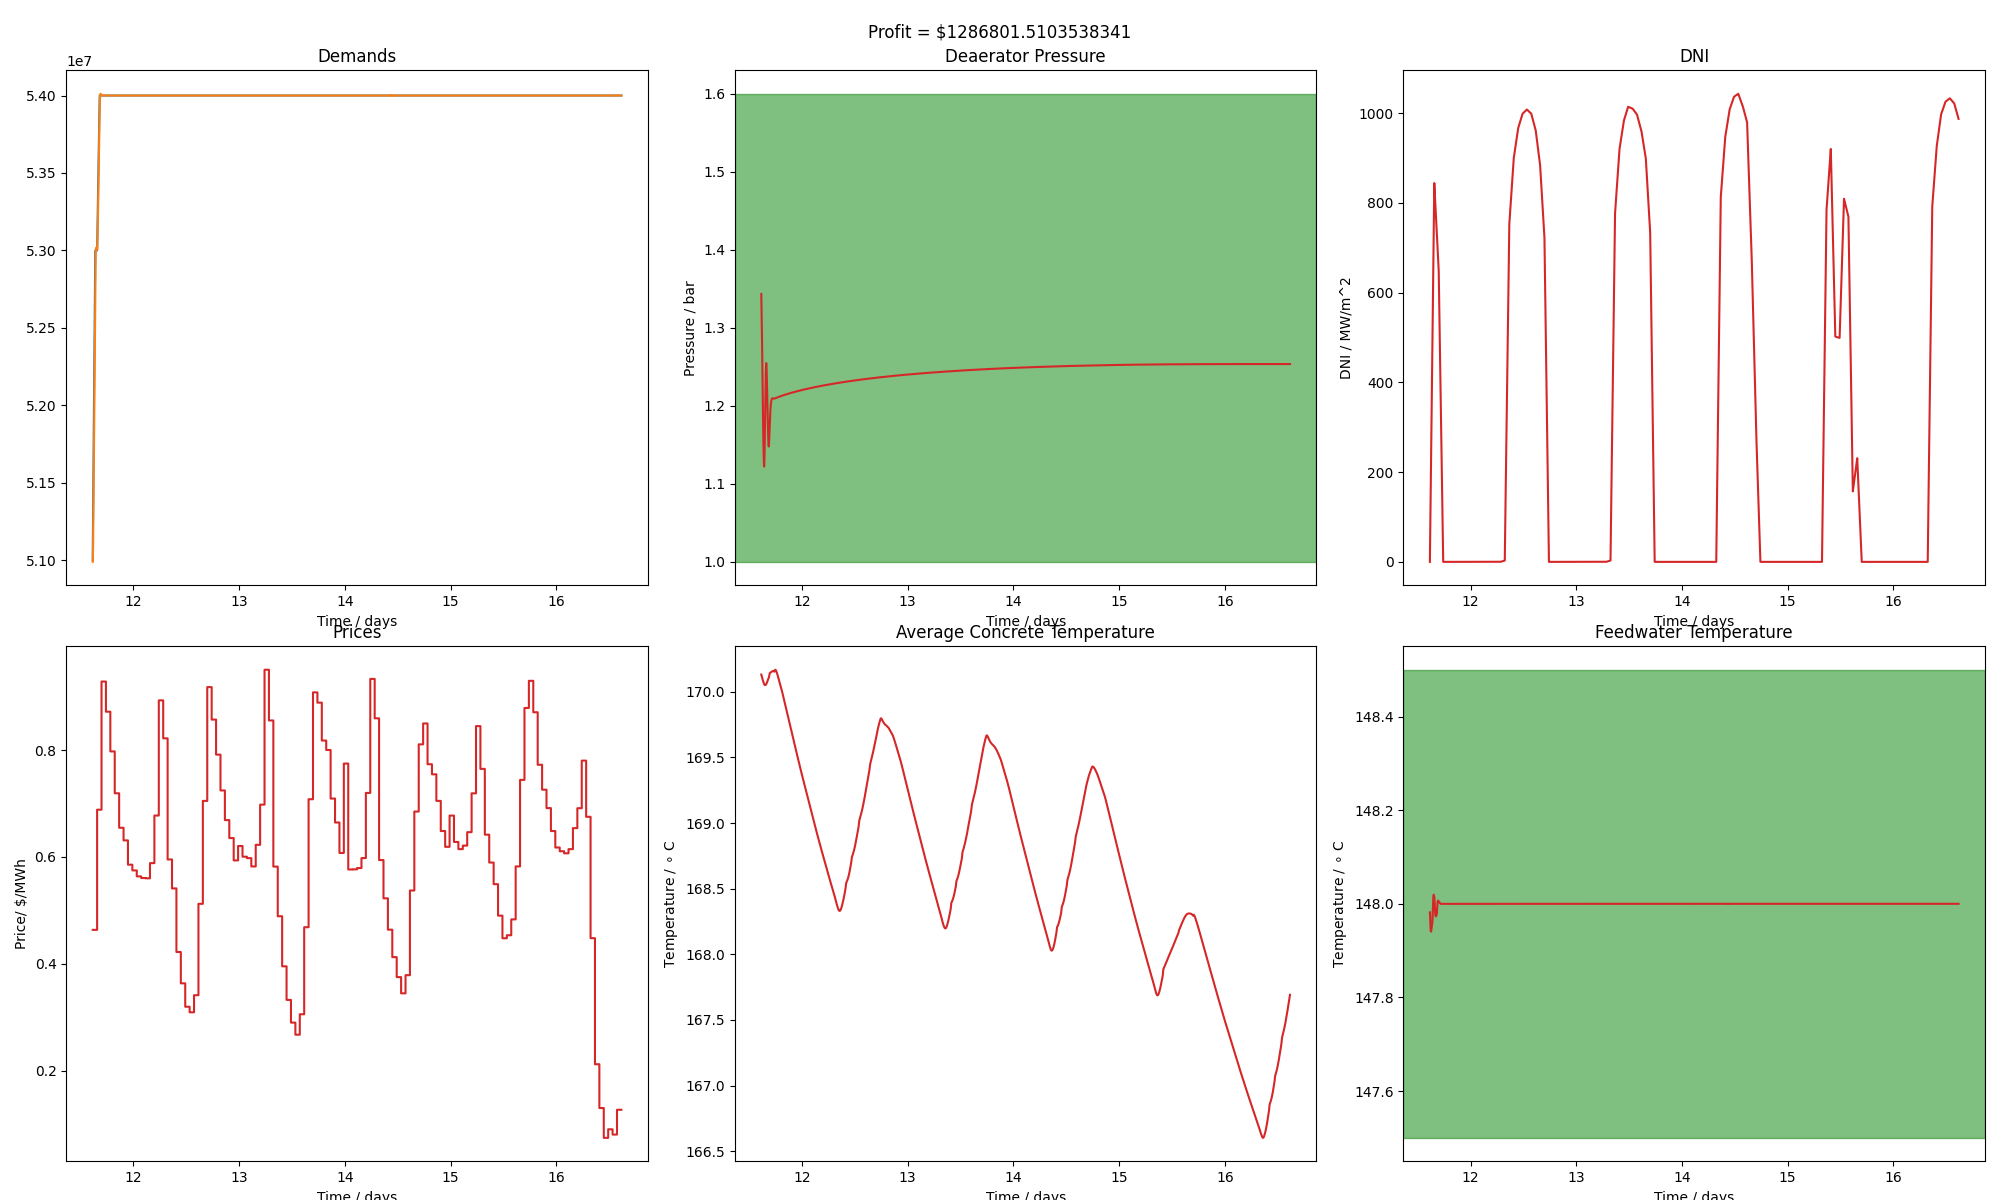 Profit = $1286801.5103538341
Demands
1e7
5.40
5.35
5.30
5.25
5.20
5.15
5.10
12 13 14 15 16
Time / days
Deaerator Pressure
Pressure / bar
1.6
1.5
1.4
1.3
1.2
1.1
1.0
12 13 14 15 16
Time / days
DNI
DNI / MW/m^2
1000
800
600
400
200
0
12 13 14 15 16
Time / days
Prices
Price/ $/MWh
0.8
0.6
0.4
0.2
12 13 14 15 16
Time / days
Average Concrete Temperature
Temperature / ∘ C
170.0
169.5
169.0
168.5
168.0
167.5
167.0
166.5
12 13 14 15 16
Time / days
Feedwater Temperature
Temperature / ∘ C
148.4
148.2
148.0
147.8
147.6
12 13 14 15 16
Time / days